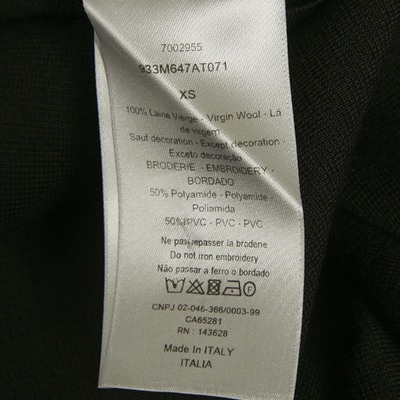 7002955
933M647AT071
XS
100% Laine Vierge - Virgin Wool - Lá
de virgem
Sauf décoration - Except decoration -
Exceto decoração
BRODERIE - EMBROIDERY -
BORDADO
50% Polyamide - Polyamide -
Poliamida
50%PVC - PVC - PVC
Ne pas repasser la broderie
Do not iron embroidery
Não passar a ferro o bordado
CNPJ 02-046-366/0003-99
CA65281
RN : 143628
Made In ITALY
ITALIA